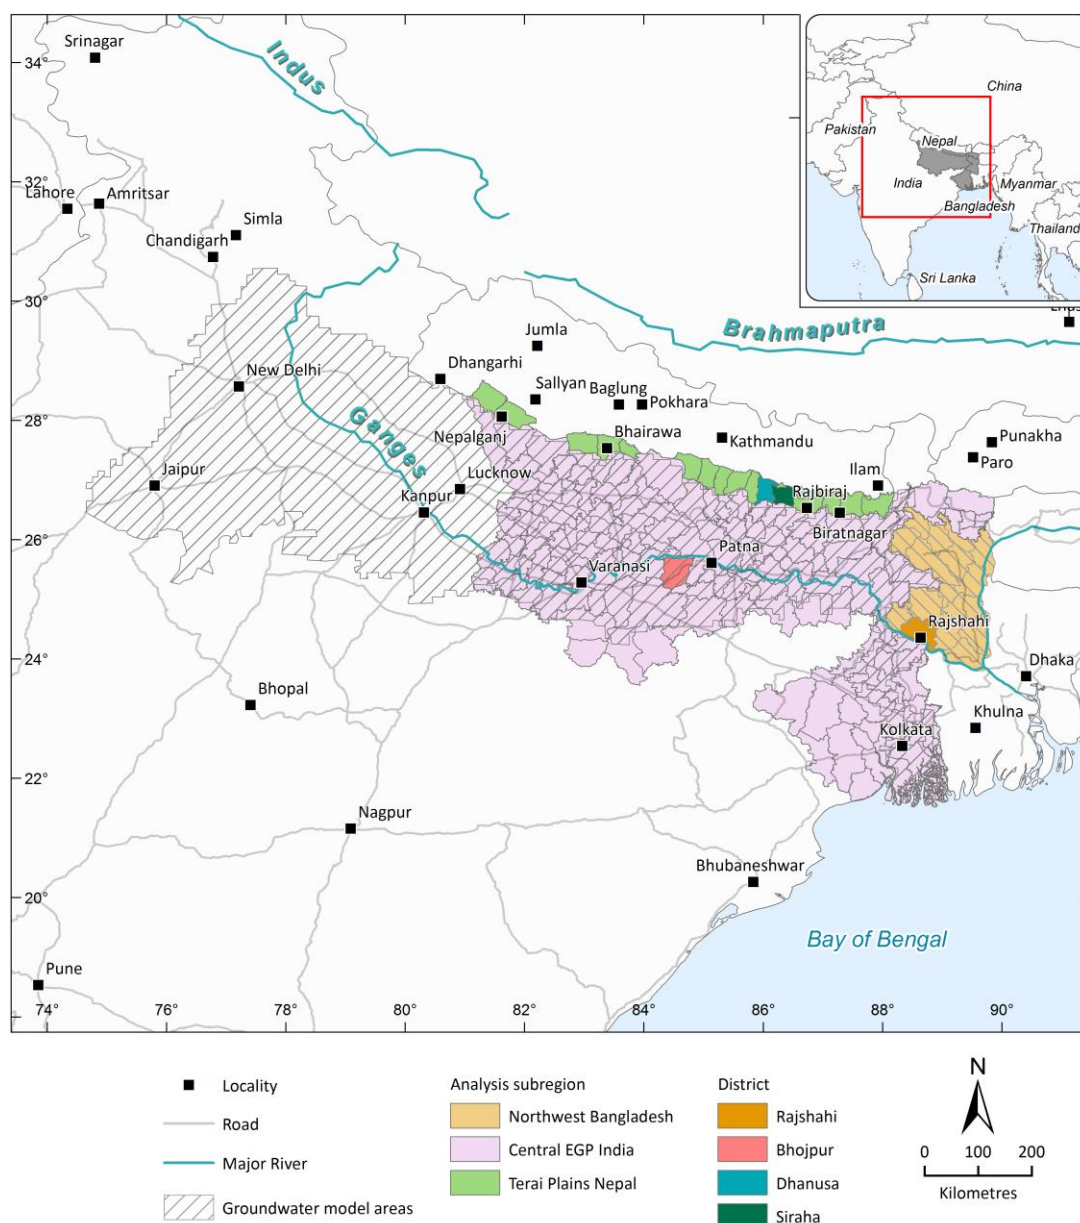 Srinagar
34°
Indus
China
Pakistan
Nepal
India
Myanmar
Bangladesh
Thailand
Sri Lanka
32°
Lahore
Amritsar
Simla
Chandigarh
30°
Brahmaputra
Jumla
Dhangarhi
New Delhi
Sallyan
Baglung
Pokhara
28°
Ganges
Nepalganj
Bhairawa
Kathmandu
Punakha
Paro
Ilam
Jaipur
Lucknow
Kanpur
Rajbiraj
Biratnagar
26°
Patna
Varanasi
Rajshahi
24°
Dhaka
Bhopal
Khulna
Kolkata
22°
Nagpur
Bhubaneshwar
20°
Bay of Bengal
Pune
74° 76° 78° 80° 82° 84° 86° 88° 90°
Locality
Road
Major River
Groundwater model areas
Analysis subregion
Northwest Bangladesh
Central EGP India
Terai Plains Nepal
District
Rajshahi
Bhojpur
Dhanusa
Siraha
N
0 100 200
Kilometres